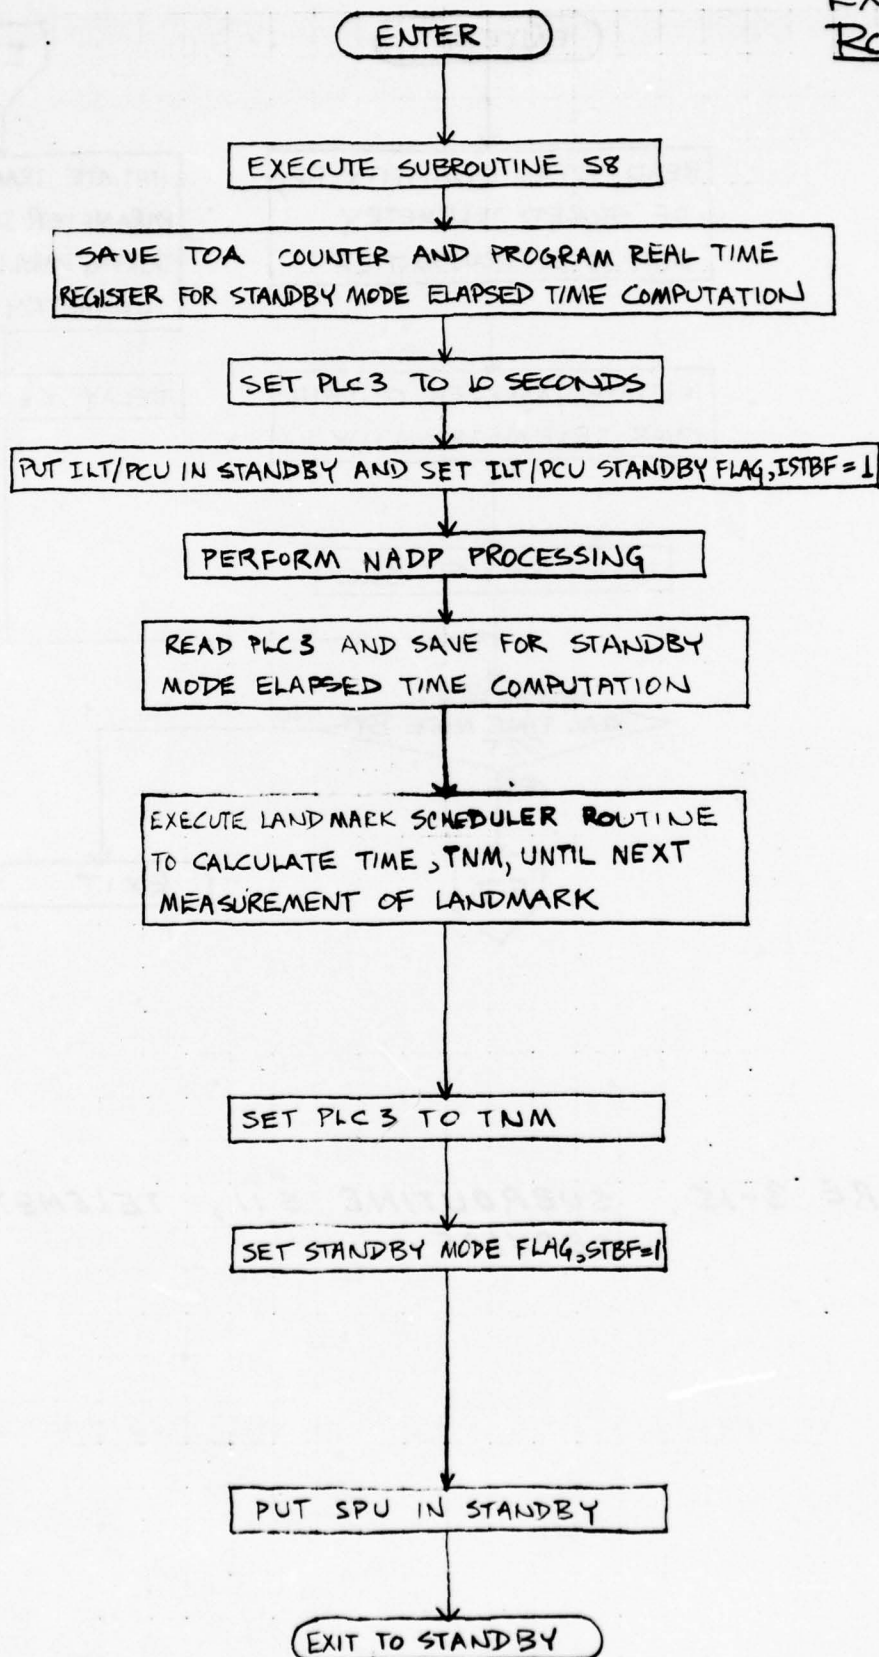 ENTER
EXECUTE SUBROUTINE S8
SAVE TOA COUNTER AND PROGRAM REAL TIME
REGISTER FOR STANDBY MODE ELAPSED TIME COMPUTATION
SET PLC3 TO 10 SECONDS
PUT ILT/PCU IN STANDBY AND SET ILT/PCU STANDBY FLAG, ISTBF = 1
PERFORM NADP PROCESSING
READ PLC 3 AND SAVE FOR STANDBY
MODE ELAPSED TIME COMPUTATION
EXECUTE LANDMARK SCHEDULER ROUTINE
TO CALCULATE TIME, TNM, UNTIL NEXT
MEASUREMENT OF LANDMARK
SET PLC 3 TO TNM
SET STANDBY MODE FLAG, STBF=1
PUT SPU IN STANDBY
EXIT TO STANDBY